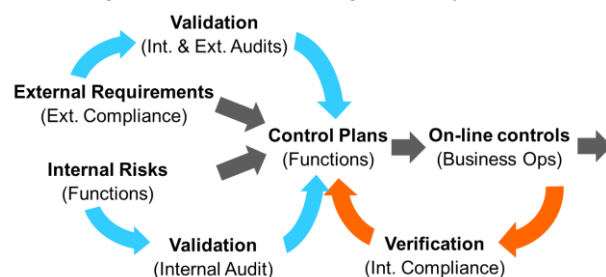 Validation
(Int. & Ext. Audits)
External Requirements
(Ext. Compliance)
Control Plans
(Functions)
On-line controls
(Business Ops)
Internal Risks
(Functions)
Validation
(Internal Audit)
Verification
(Int. Compliance)